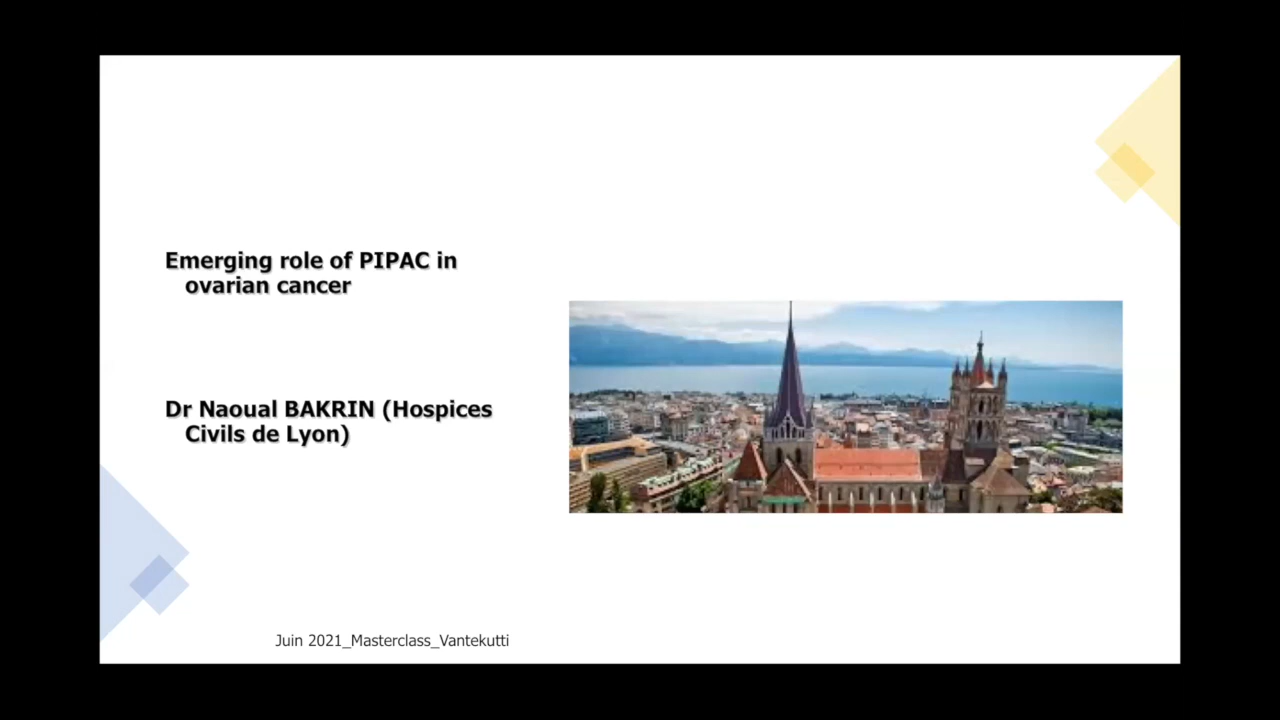 Emerging role of PIPAC in
ovarian cancer
Dr Naoual BAKRIN (Hospices
Civils de Lyon)
Juin 2021_Masterclass_Vantekutti